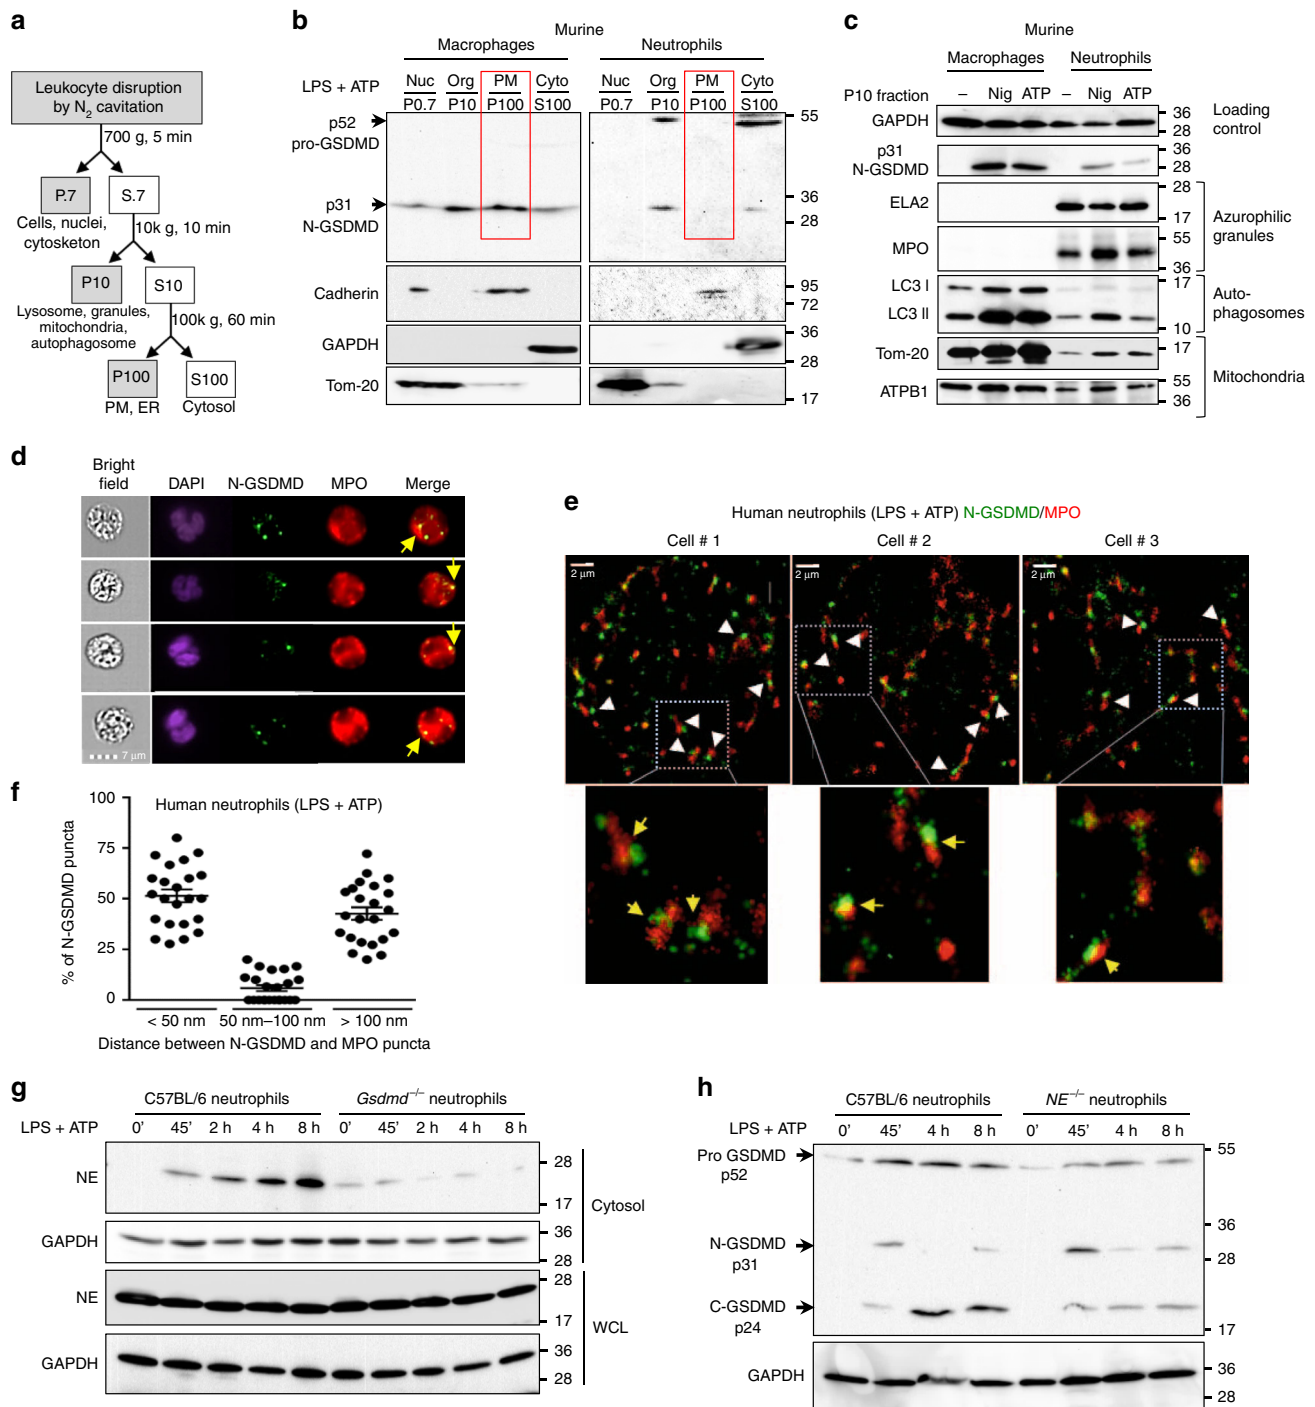 a
Leukocyte disruption
by N2 cavitation
700 g, 5 min
P.7
S.7
Cells, nuclei,
cytosketon
10k g, 10 min
P10
S10
Lysosome, granules,
mitochondria,
autophagosome
100k g, 60 min
P100
S100
PM, ER
Cytosol
b
Murine
Macrophages
Neutrophils
LPS + ATP
Nuc Org PM Cyto
P0.7 P10 P100 S100
Nuc Org PM Cyto
P0.7 P10 P100 S100
p52
pro-GSDMD
p31
N-GSDMD
Cadherin
GAPDH
Tom-20
55
36
28
95
72
36
28
17
c
Murine
Macrophages
Neutrophils
P10 fraction
– Nig ATP – Nig ATP
GAPDH
36
28
Loading
control
p31
N-GSDMD
36
28
ELA2
28
17
MPO
55
36
Azurophilic
granules
LC3 I
LC3 II
17
10
Auto-
phagosomes
Tom-20
17
ATPB1
55
36
Mitochondria
d
Bright
field
DAPI
N-GSDMD
MPO
Merge
7 µm
e
Human neutrophils (LPS + ATP) N-GSDMD/MPO
Cell # 1
Cell # 2
Cell # 3
2 µm
2 µm
2 µm
f
Human neutrophils (LPS + ATP)
% of N-GSDMD puncta
100
75
50
25
0
< 50 nm
50 nm–100 nm
> 100 nm
Distance between N-GSDMD and MPO puncta
g
C57BL/6 neutrophils
Gsdmd−/− neutrophils
LPS + ATP
0' 45' 2 h 4 h 8 h 0' 45' 2 h 4 h 8 h
NE
28
17
GAPDH
36
28
Cytosol
NE
28
17
GAPDH
36
28
WCL
h
C57BL/6 neutrophils
NE−/− neutrophils
LPS + ATP
0' 45' 4 h 8 h 0' 45' 4 h 8 h
Pro GSDMD
p52
N-GSDMD
p31
C-GSDMD
p24
GAPDH
55
36
28
17
36
28